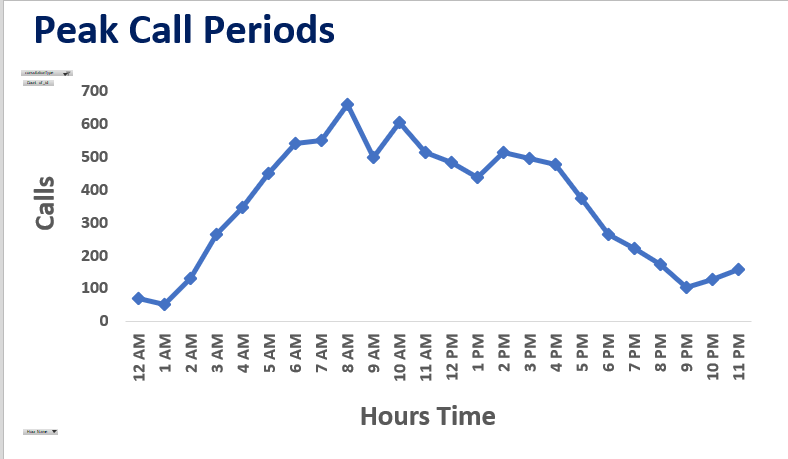 Peak Call Periods
700
600
500
400
300
200
100
0
Calls
12 AM
1 AM
2 AM
3 AM
4 AM
5 AM
6 AM
7 AM
8 AM
9 AM
10 AM
11 AM
12 PM
1 PM
2 PM
3 PM
4 PM
5 PM
6 PM
7 PM
8 PM
9 PM
10 PM
11 PM
Hours Time